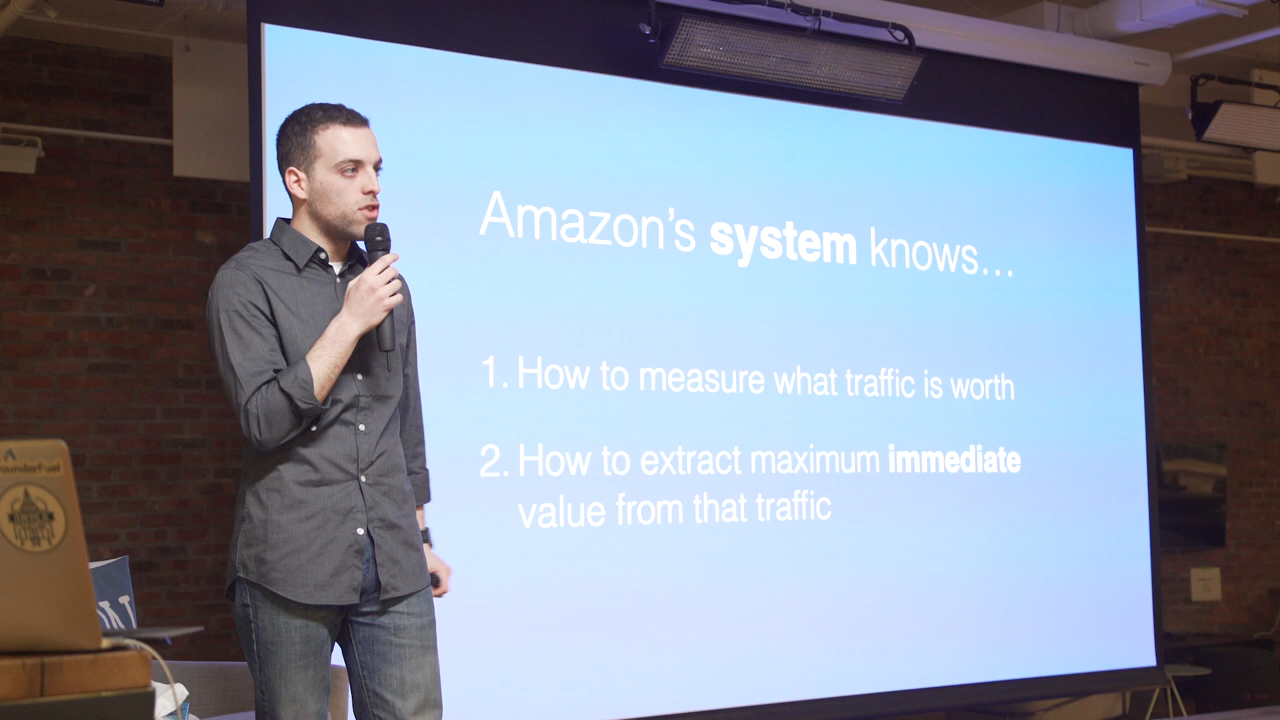 Amazon's system knows...
1. How to measure what traffic is worth
2. How to extract maximum immediate
value from that traffic